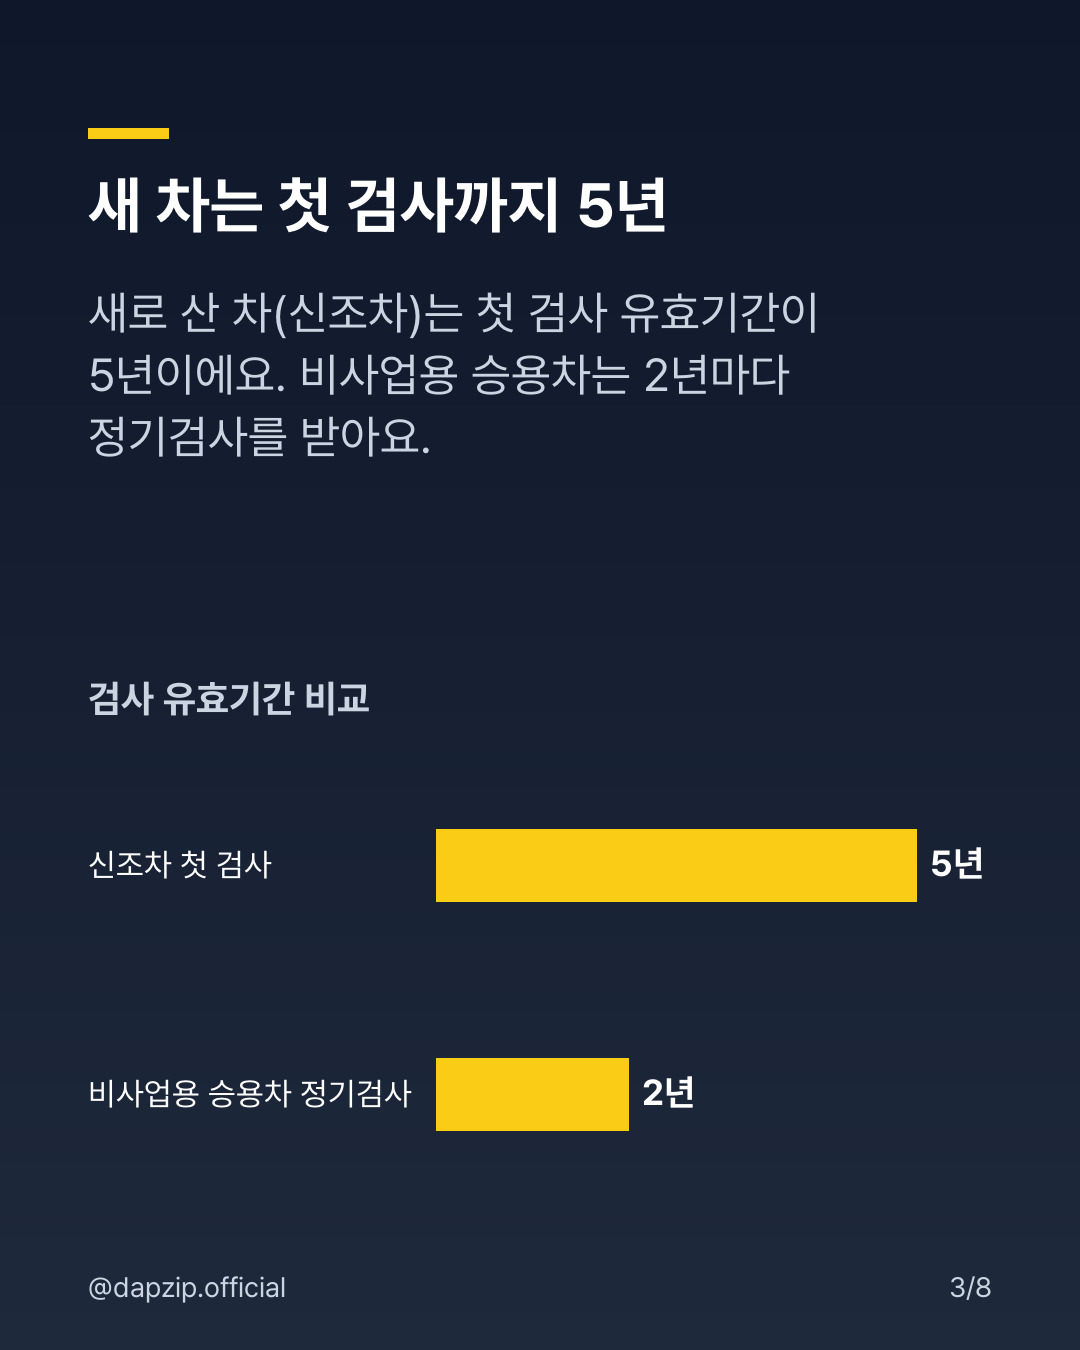 새 차는 첫 검사까지 5년
새로 산 차(신조차)는 첫 검사 유효기간이
5년이에요. 비사업용 승용차는 2년마다
정기검사를 받아요.
검사 유효기간 비교
신조차 첫 검사
5년
비사업용 승용차 정기검사
2년
@dapzip.official
3/8